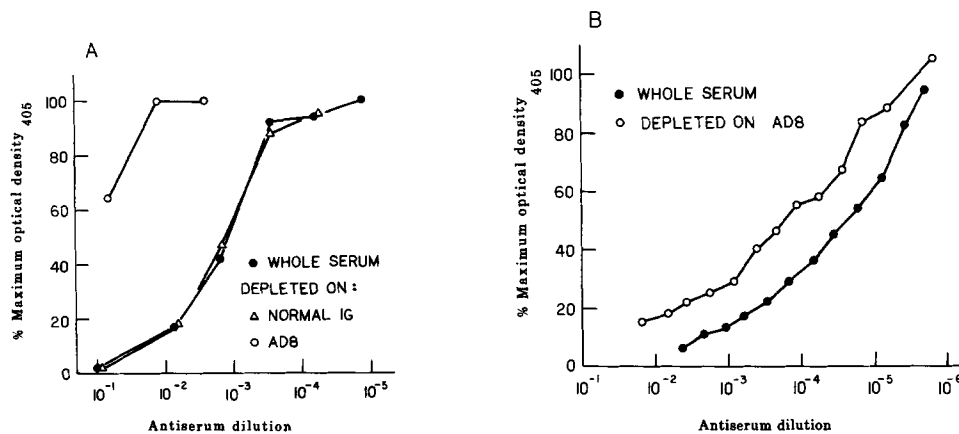 A
% Maximum optical density 405
100
80
60
40
20
0
WHOLE SERUM
DEPLETED ON :
NORMAL IG
AD8
10-1
10-2
10-3
10-4
10-5
Antiserum dilution
B
% Maximum optical density 405
100
80
60
40
20
0
WHOLE SERUM
DEPLETED ON AD8
10-1
10-2
10-3
10-4
10-5
10-6
Antiserum dilution